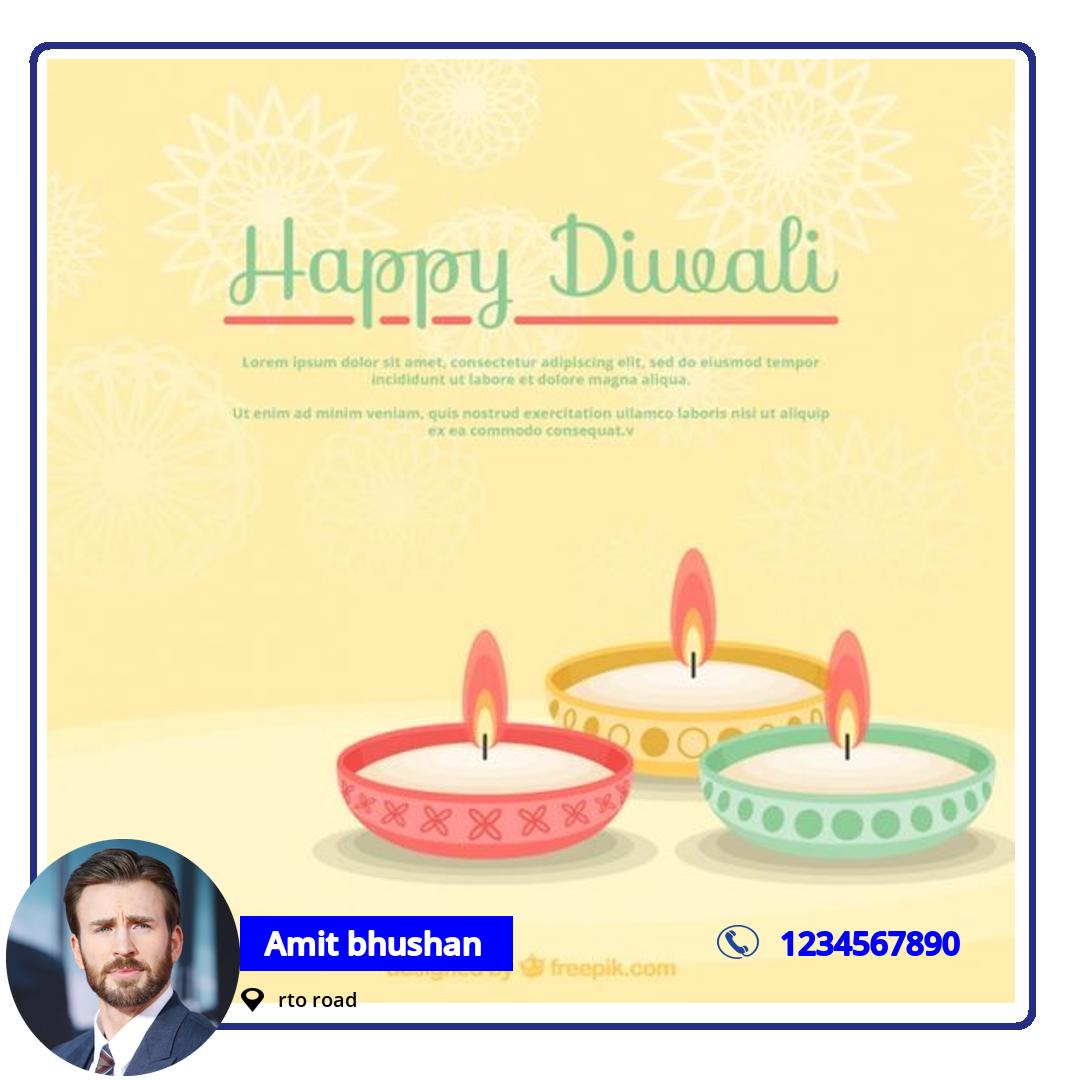 Happy Diwali
Lorem ipsum dolor sit amet, consectetur adipiscing elit, sed do eiusmod tempor
incididunt ut labore et dolore magna aliqua.
Ut enim ad minim veniam, quis nostrud exercitation ullamco laboris nisi ut aliquip
ex ea commodo consequat.v
Amit bhushan
1234567890
designed by freepik.com
rto road